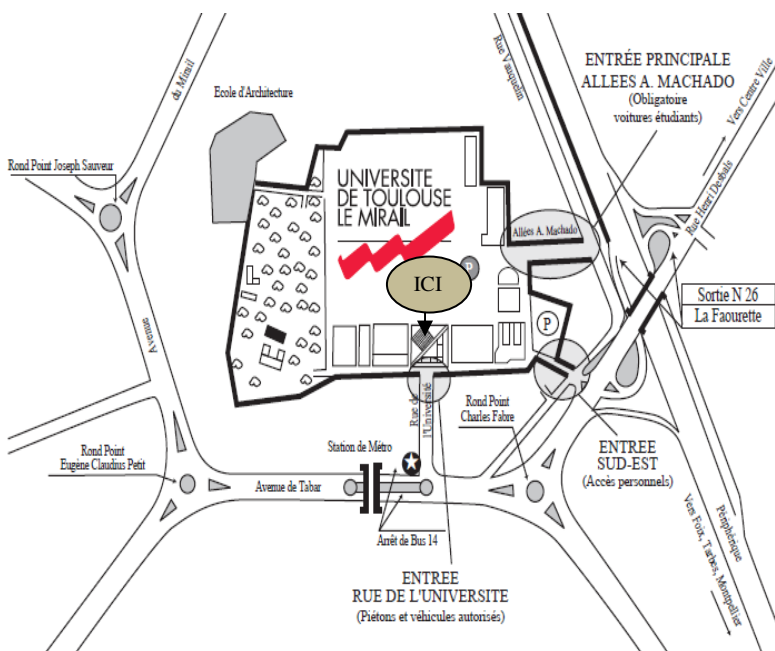 ENTRÉE PRINCIPALE
ALLEES A. MACHADO
(Obligatoire
voitures étudiants)
du Mirail
Rue Vauquelin
Vers Centre Ville
Ecole d'Architecture
Rond Point Joseph Sauveur
UNIVERSITE
DE TOULOUSE
LE MIRAIL
Allées A. Machado
Rue Henri Desbals
ICI
Sortie N 26
La Faourette
P
Avenue
Rue de
l'Université
Rond Point
Charles Fabre
Rond Point
Eugène Claudius Petit
Station de Métro
ENTREE
SUD-EST
(Accès personnels)
Avenue de Tabar
Arrêt de Bus 14
Périphérique
Vers Foix, Tarbes, Montpellier
ENTREE
RUE DE L'UNIVERSITE
(Piétons et véhicules autorisés)